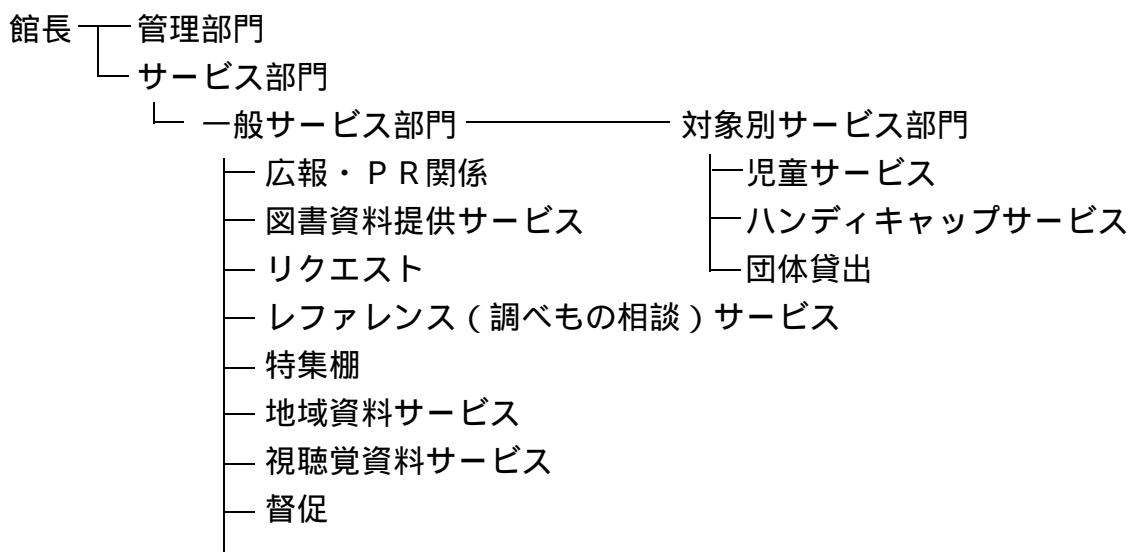 館長 管理部門
サービス部門
一般サービス部門 対象別サービス部門
広報・ＰＲ関係 児童サービス
図書資料提供サービス ハンディキャップサービス
リクエスト 団体貸出
レファレンス（調べもの相談）サービス
特集棚
地域資料サービス
視聴覚資料サービス
督促